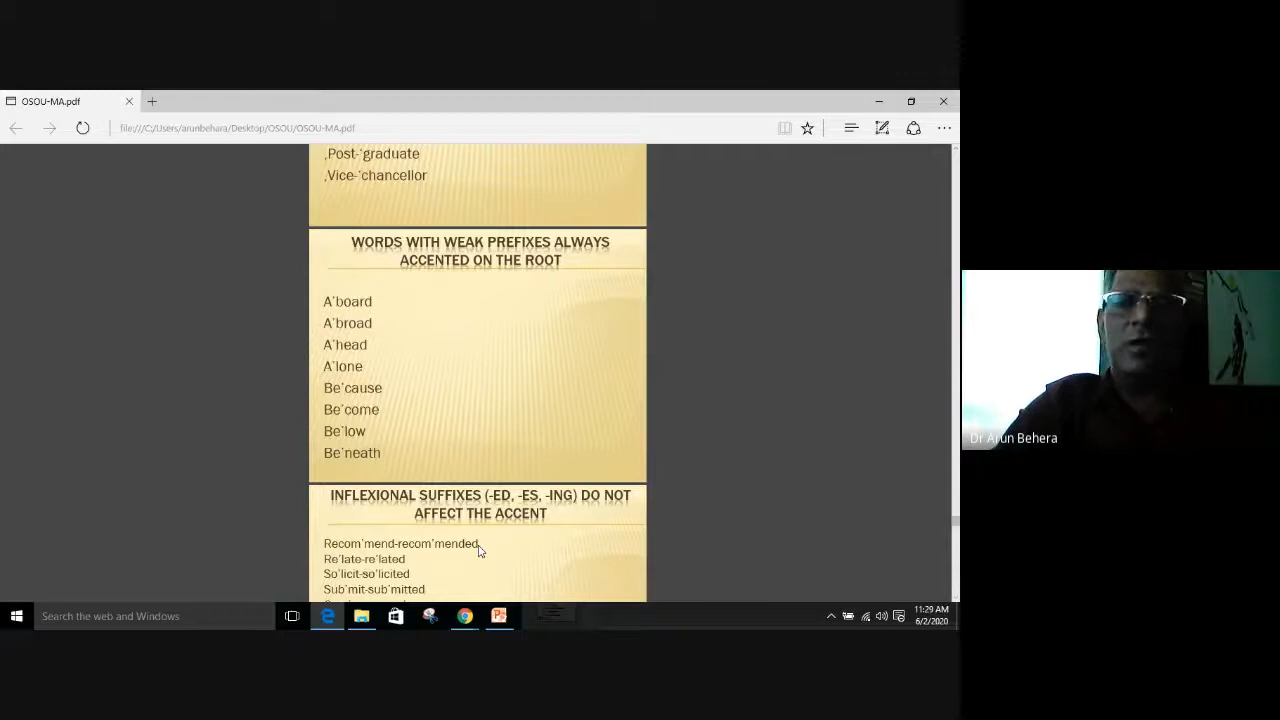 OSOU-MA.pdf
file:///C:/Users/arunbehara/Desktop/OSOU/OSOU-MA.pdf
,Post-‘graduate
,Vice-‘chancellor
WORDS WITH WEAK PREFIXES ALWAYS
ACCENTED ON THE ROOT
A’board
A’broad
A’head
A’lone
Be’cause
Be’come
Be’low
Be’neath
INFLEXIONAL SUFFIXES (-ED, -ES, -ING) DO NOT
AFFECT THE ACCENT
Recom’mend-recom’mended
Re’late-re’lated
So’licit-so’licited
Sub’mit-sub’mitted
Dr Arun Behera
Search the web and Windows
11:29 AM
6/2/2020